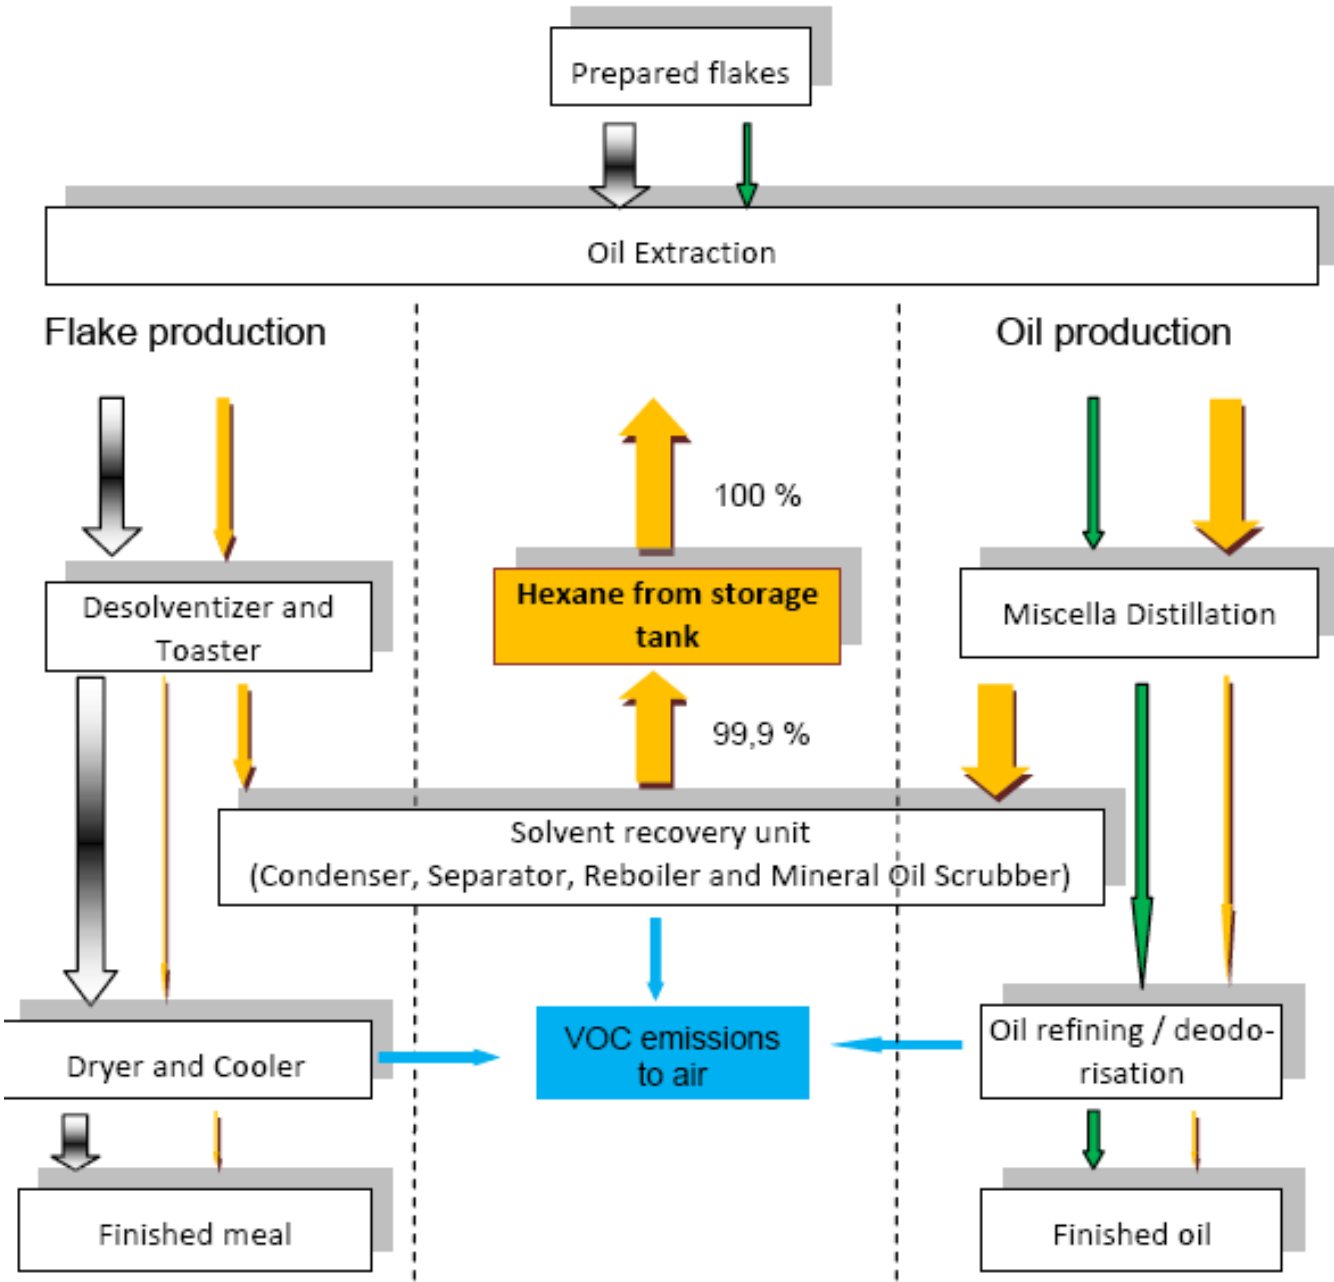 Prepared flakes
Oil Extraction
Flake production
Oil production
100 %
Desolventizer and
Toaster
Hexane from storage
tank
Miscella Distillation
99,9 %
Solvent recovery unit
(Condenser, Separator, Reboiler and Mineral Oil Scrubber)
Dryer and Cooler
VOC emissions
to air
Oil refining / deodo-
risation
Finished meal
Finished oil